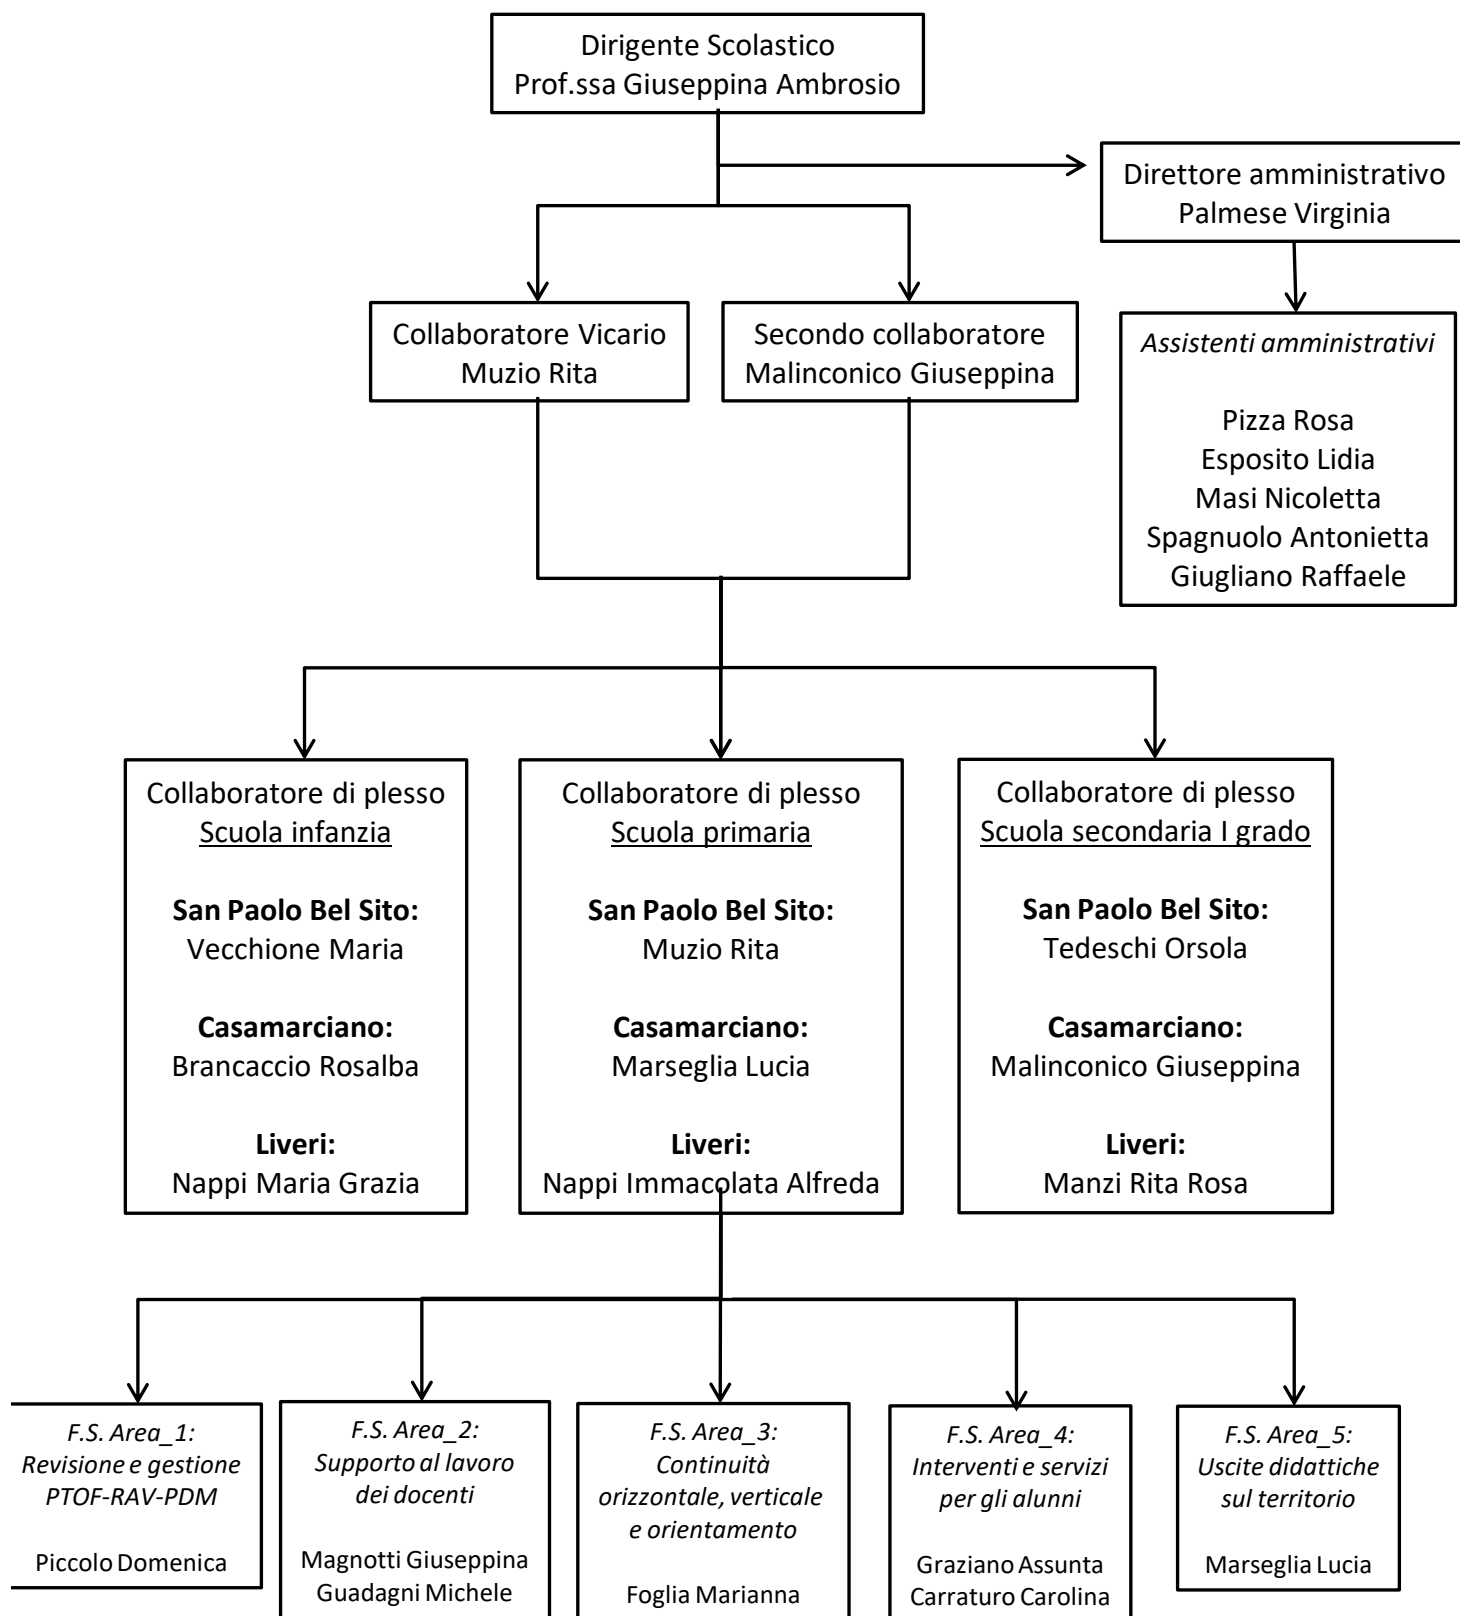 Dirigente Scolastico
Prof.ssa Giuseppina Ambrosio
Direttore amministrativo
Palmese Virginia
Collaboratore Vicario
Muzio Rita
Secondo collaboratore
Malinconico Giuseppina
Assistenti amministrativi
Pizza Rosa
Esposito Lidia
Masi Nicoletta
Spagnuolo Antonietta
Giugliano Raffaele
Collaboratore di plesso
Scuola infanzia
San Paolo Bel Sito:
Vecchione Maria
Casamarciano:
Brancaccio Rosalba
Liveri:
Nappi Maria Grazia
Collaboratore di plesso
Scuola primaria
San Paolo Bel Sito:
Muzio Rita
Casamarciano:
Marseglia Lucia
Liveri:
Nappi Immacolata Alfreda
Collaboratore di plesso
Scuola secondaria I grado
San Paolo Bel Sito:
Tedeschi Orsola
Casamarciano:
Malinconico Giuseppina
Liveri:
Manzi Rita Rosa
F.S. Area_1:
Revisione e gestione
PTOF-RAV-PDM
Piccolo Domenica
F.S. Area_2:
Supporto al lavoro
dei docenti
Magnotti Giuseppina
Guadagni Michele
F.S. Area_3:
Continuità
orizzontale, verticale
e orientamento
Foglia Marianna
F.S. Area_4:
Interventi e servizi
per gli alunni
Graziano Assunta
Carraturo Carolina
F.S. Area_5:
Uscite didattiche
sul territorio
Marseglia Lucia